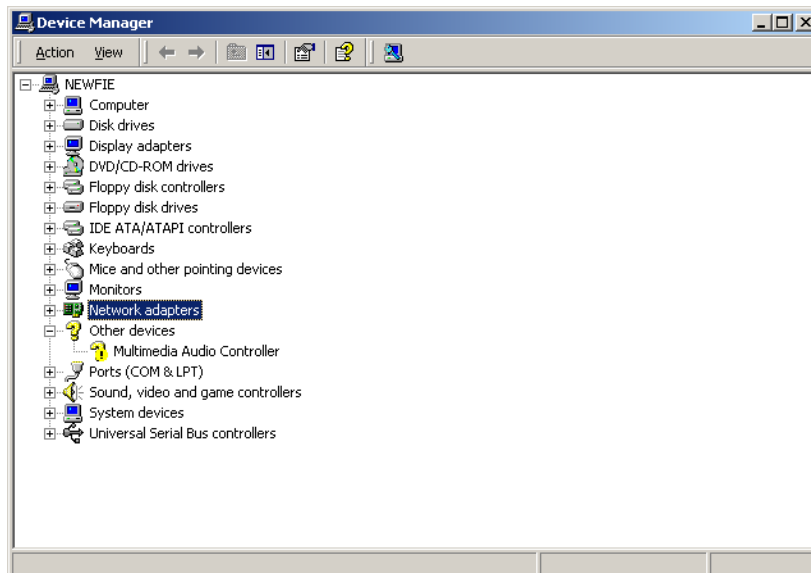 Device Manager
Action View
NEWFIE
Computer
Disk drives
Display adapters
DVD/CD-ROM drives
Floppy disk controllers
Floppy disk drives
IDE ATA/ATAPI controllers
Keyboards
Mice and other pointing devices
Monitors
Network adapters
Other devices
Multimedia Audio Controller
Ports (COM & LPT)
Sound, video and game controllers
System devices
Universal Serial Bus controllers